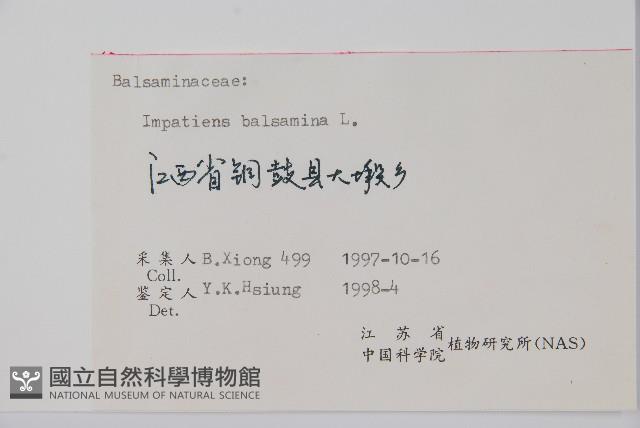 Balsaminaceae:
Impatiens balsamina L.
江西省铜鼓县大塅乡
采集人 B.Xiong 499 1997-10-16
Coll.
鉴定人 Y.K.Hsiung 1998-4
Det.
江苏省
中国科学院 植物研究所(NAS)
國立自然科學博物館
NATIONAL MUSEUM OF NATURAL SCIENCE